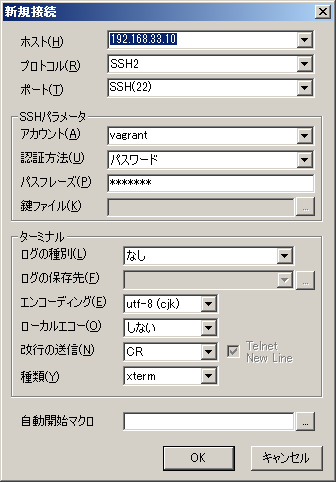 新規接続
ホスト(H) 192.168.33.10
プロトコル(R) SSH2
ポート(T) SSH(22)
SSHパラメータ
アカウント(A) vagrant
認証方法(U) パスワード
パスフレーズ(P) *******
鍵ファイル(K) ...
ターミナル
ログの種別(L) なし
ログの保存先(F) ...
エンコーディング(E) utf-8 (cjk)
ローカルエコー(O) しない
改行の送信(N) CR Telnet
New Line
種類(Y) xterm
自動開始マクロ ...
OK キャンセル